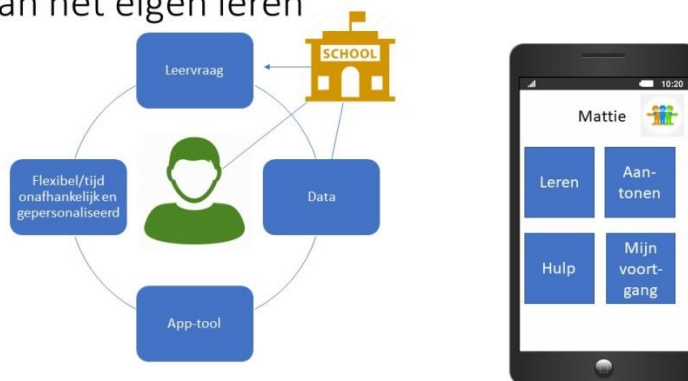 an het eigen leren
SCHOOL
Leervraag
Flexibel/tijd
onafhankelijk en
gepersonaliseerd
Data
App-tool
10:20
Mattie
Leren
Aan-
tonen
Hulp
Mijn
voort-
gang